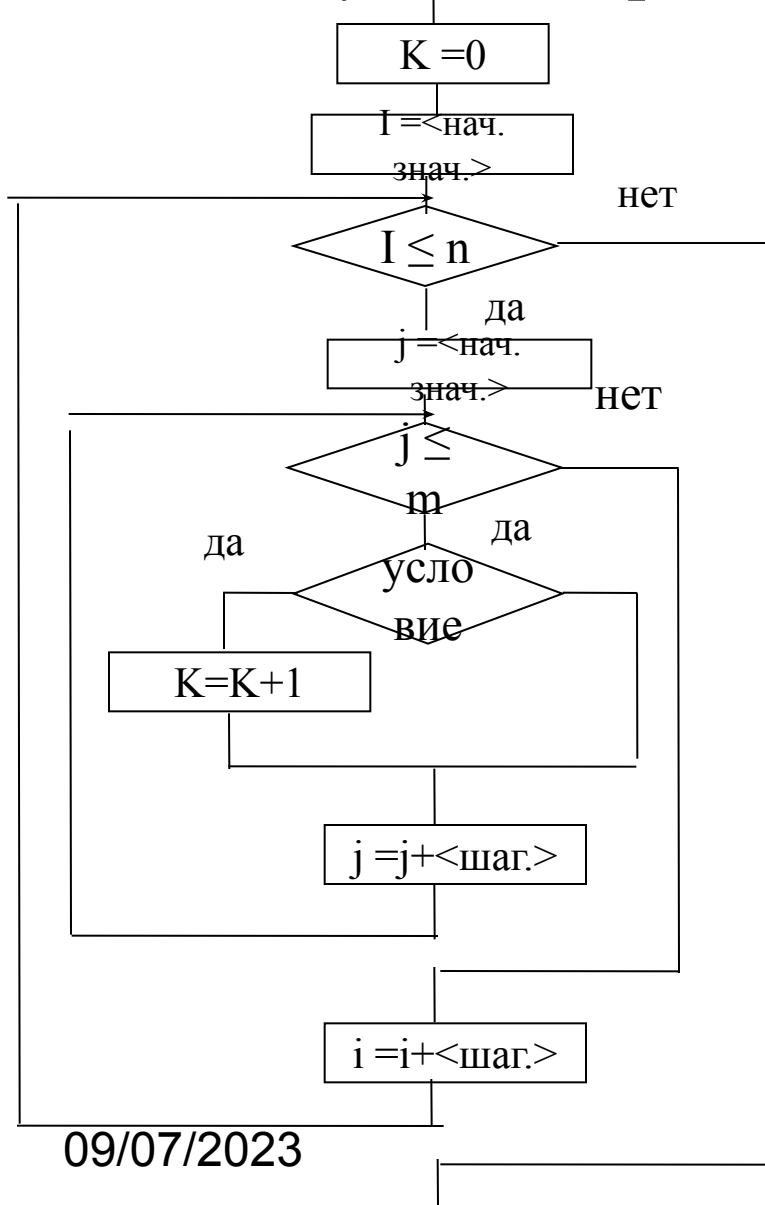 K =0
I =<нач.
знач.>
нет
I ≤ n
да
j =<нач.
знач.>
нет
j ≤
m
да
да
усло
вие
K=K+1
j =j+<шаг.>
i =i+<шаг.>
09/07/2023